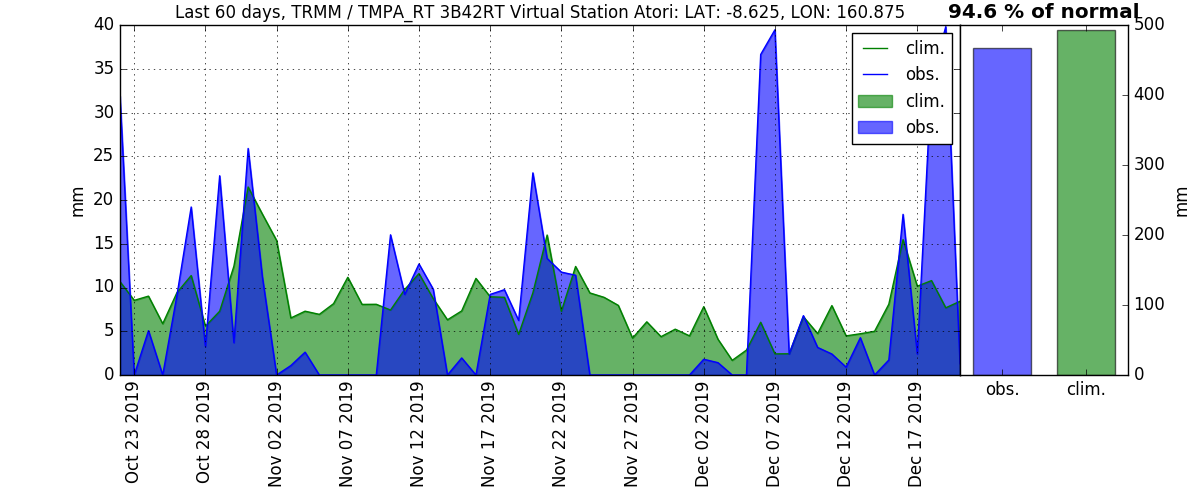 Last 60 days, TRMM / TMPA_RT 3B42RT Virtual Station Atori: LAT: -8.625, LON: 160.875
94.6 % of normal
40
35
30
25
20
15
10
5
0
mm
clim.
obs.
clim.
obs.
500
400
300
200
100
0
mm
Oct 23 2019
Oct 28 2019
Nov 02 2019
Nov 07 2019
Nov 12 2019
Nov 17 2019
Nov 22 2019
Nov 27 2019
Dec 02 2019
Dec 07 2019
Dec 12 2019
Dec 17 2019
obs.
clim.